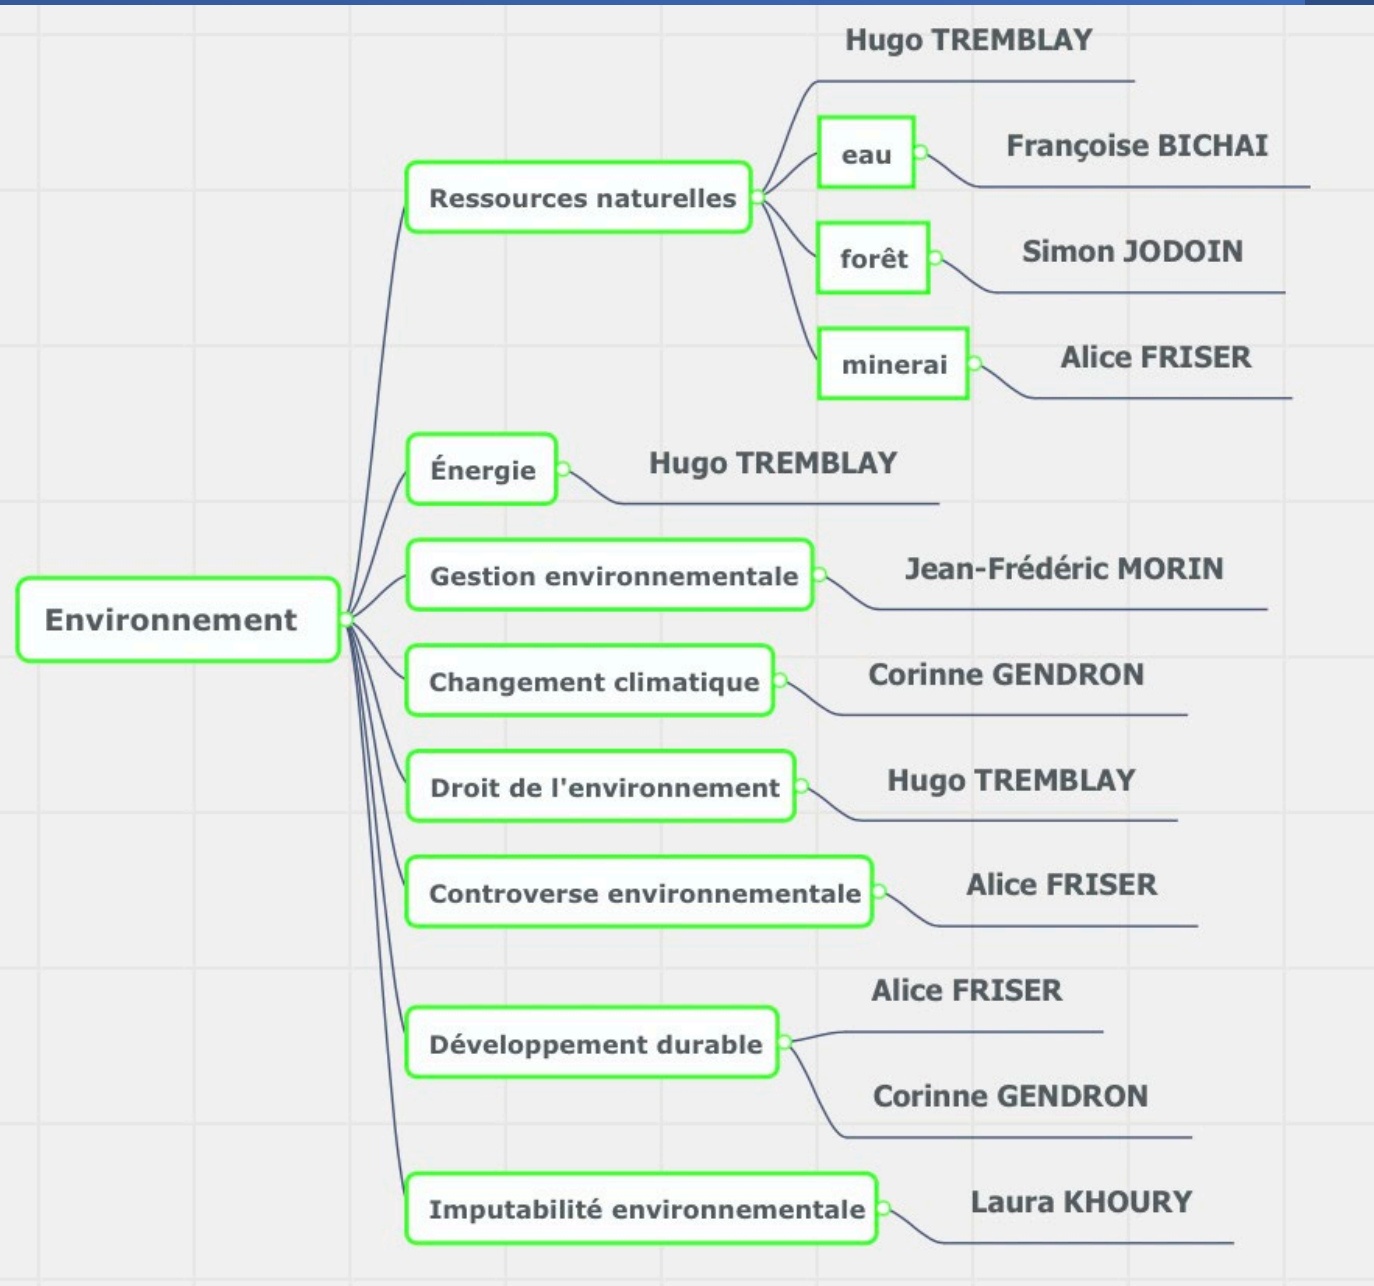 Environnement
Ressources naturelles
Hugo TREMBLAY
eau
Françoise BICHAI
forêt
Simon JODOIN
minerai
Alice FRISER
Énergie
Hugo TREMBLAY
Gestion environnementale
Jean-Frédéric MORIN
Changement climatique
Corinne GENDRON
Droit de l'environnement
Hugo TREMBLAY
Controverse environnementale
Alice FRISER
Développement durable
Alice FRISER
Corinne GENDRON
Imputabilité environnementale
Laura KHOURY